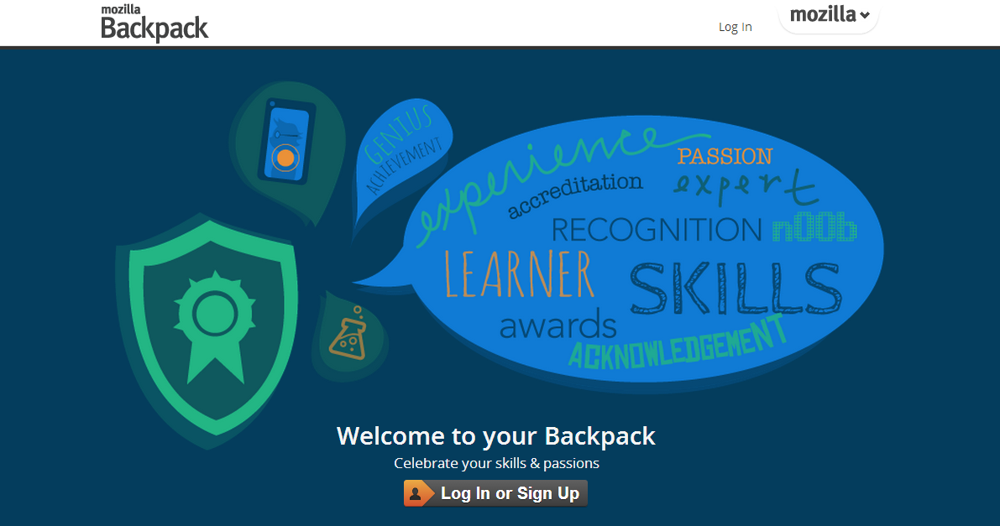 mozilla
Backpack
Log In
mozilla
GENIUS
ACHIEVEMENT
experience
PASSION
accreditation
expert
RECOGNITION
n00b
LEARNER
SKILLS
awards
ACKNOWLEDGEMENT
Welcome to your Backpack
Celebrate your skills & passions
Log In or Sign Up